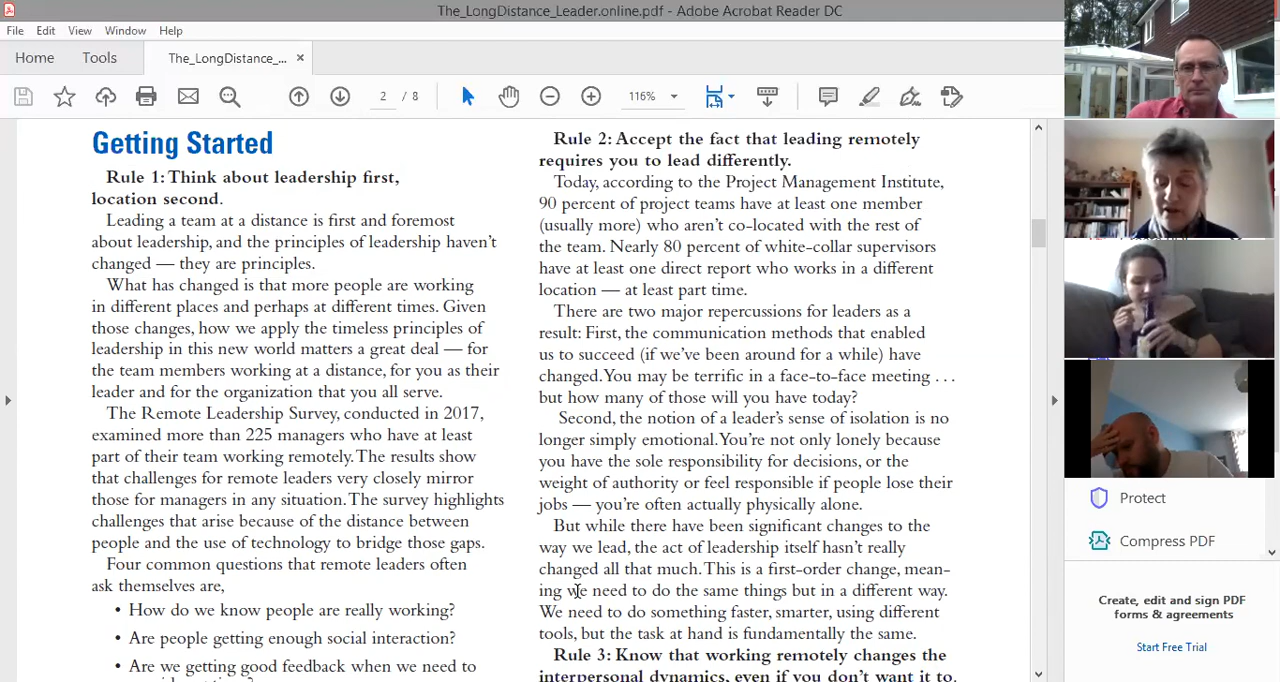 The_LongDistance_Leader.online.pdf - Adobe Acrobat Reader DC
File Edit View Window Help
Home Tools The_LongDistance_... ×
2 / 8 116%
Getting Started
Rule 1: Think about leadership first,
location second.
Leading a team at a distance is first and foremost
about leadership, and the principles of leadership haven't
changed — they are principles.
What has changed is that more people are working
in different places and perhaps at different times. Given
those changes, how we apply the timeless principles of
leadership in this new world matters a great deal — for
the team members working at a distance, for you as their
leader and for the organization that you all serve.
The Remote Leadership Survey, conducted in 2017,
examined more than 225 managers who have at least
part of their team working remotely. The results show
that challenges for remote leaders very closely mirror
those for managers in any situation. The survey highlights
challenges that arise because of the distance between
people and the use of technology to bridge those gaps.
Four common questions that remote leaders often
ask themselves are,
• How do we know people are really working?
• Are people getting enough social interaction?
• Are we getting good feedback when we need to
Rule 2: Accept the fact that leading remotely
requires you to lead differently.
Today, according to the Project Management Institute,
90 percent of project teams have at least one member
(usually more) who aren't co-located with the rest of
the team. Nearly 80 percent of white-collar supervisors
have at least one direct report who works in a different
location — at least part time.
There are two major repercussions for leaders as a
result: First, the communication methods that enabled
us to succeed (if we've been around for a while) have
changed. You may be terrific in a face-to-face meeting . . .
but how many of those will you have today?
Second, the notion of a leader's sense of isolation is no
longer simply emotional. You're not only lonely because
you have the sole responsibility for decisions, or the
weight of authority or feel responsible if people lose their
jobs — you're often actually physically alone.
But while there have been significant changes to the
way we lead, the act of leadership itself hasn't really
changed all that much. This is a first-order change, mean-
ing we need to do the same things but in a different way.
We need to do something faster, smarter, using different
tools, but the task at hand is fundamentally the same.
Rule 3: Know that working remotely changes the
interpersonal dynamics, even if you don't want it to.
Protect
Compress PDF
Create, edit and sign PDF
forms & agreements
Start Free Trial